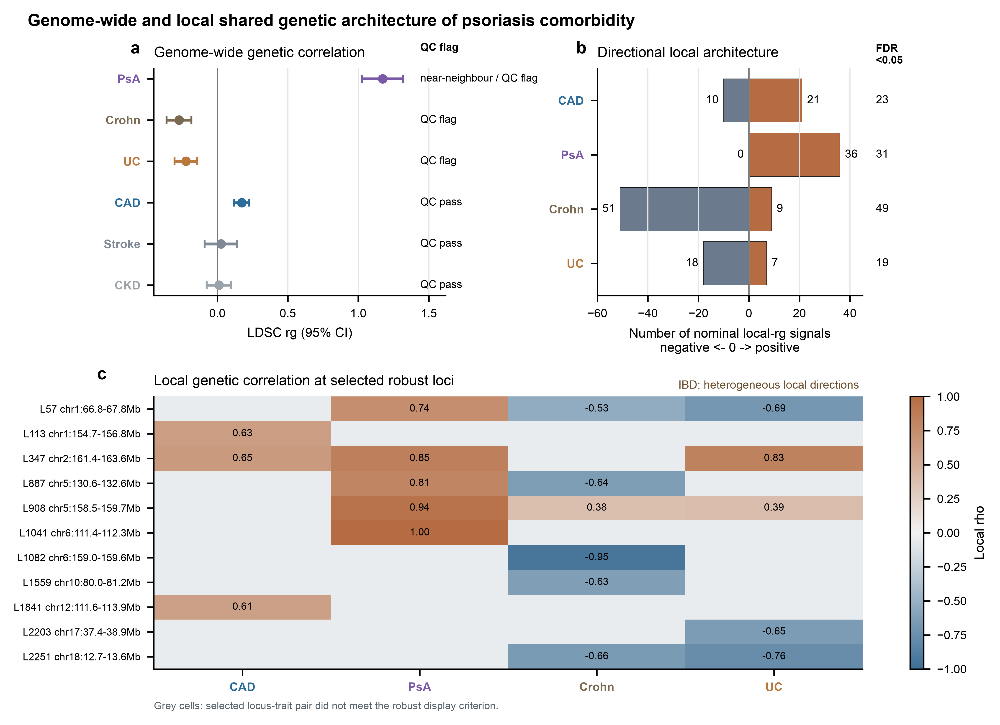 Genome-wide and local shared genetic architecture of psoriasis comorbidity
a
Genome-wide genetic correlation
QC flag
PsA
near-neighbour / QC flag
Crohn
QC flag
UC
QC flag
CAD
QC pass
Stroke
QC pass
CKD
QC pass
0.0 0.5 1.0 1.5
LDSC rg (95% CI)
b
Directional local architecture
FDR
<0.05
CAD 10 21 23
PsA 0 36 31
Crohn 51 9 49
UC 18 7 19
−60 −40 −20 0 20 40
Number of nominal local-rg signals
negative <- 0 -> positive
c
Local genetic correlation at selected robust loci
IBD: heterogeneous local directions
L57 chr1:66.8-67.8Mb 0.74 -0.53 -0.69
L113 chr1:154.7-156.8Mb 0.63
L347 chr2:161.4-163.6Mb 0.65 0.85 0.83
L887 chr5:130.6-132.6Mb 0.81 -0.64
L908 chr5:158.5-159.7Mb 0.94 0.38 0.39
L1041 chr6:111.4-112.3Mb 1.00
L1082 chr6:159.0-159.6Mb -0.95
L1559 chr10:80.0-81.2Mb -0.63
L1841 chr12:111.6-113.9Mb 0.61
L2203 chr17:37.4-38.9Mb -0.65
L2251 chr18:12.7-13.6Mb -0.66 -0.76
CAD PsA Crohn UC
Grey cells: selected locus-trait pair did not meet the robust display criterion.
1.00
0.75
0.50
0.25
0.00
−0.25
−0.50
−0.75
−1.00
Local rho